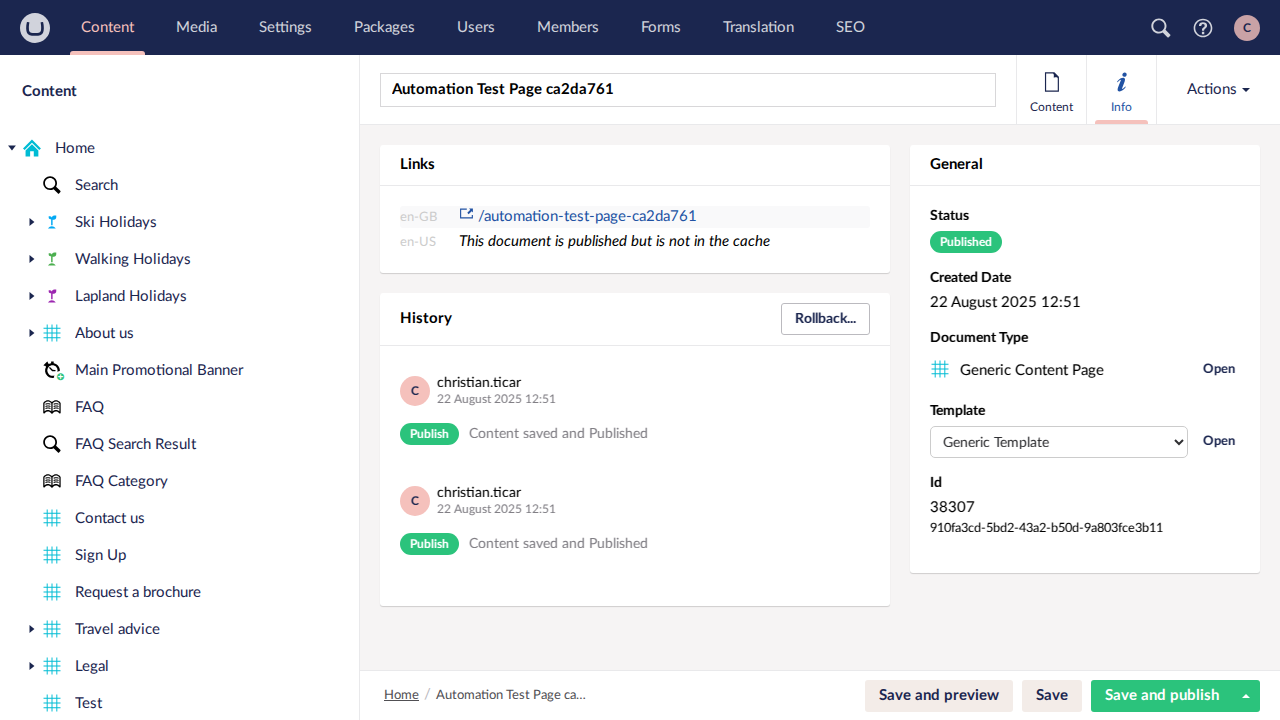 Content
Media
Settings
Packages
Users
Members
Forms
Translation
SEO
C
Content
Home
Search
Ski Holidays
Walking Holidays
Lapland Holidays
About us
Main Promotional Banner
FAQ
FAQ Search Result
FAQ Category
Contact us
Sign Up
Request a brochure
Travel advice
Legal
Test
Automation Test Page ca2da761
Content
Info
Actions
Links
en-GB /automation-test-page-ca2da761
en-US This document is published but is not in the cache
History
Rollback...
C
christian.ticar
22 August 2025 12:51
Publish Content saved and Published
C
christian.ticar
22 August 2025 12:51
Publish Content saved and Published
General
Status
Published
Created Date
22 August 2025 12:51
Document Type
Generic Content Page Open
Template
Generic Template Open
Id
38307
910fa3cd-5bd2-43a2-b50d-9a803fce3b11
Home / Automation Test Page ca...
Save and preview
Save
Save and publish